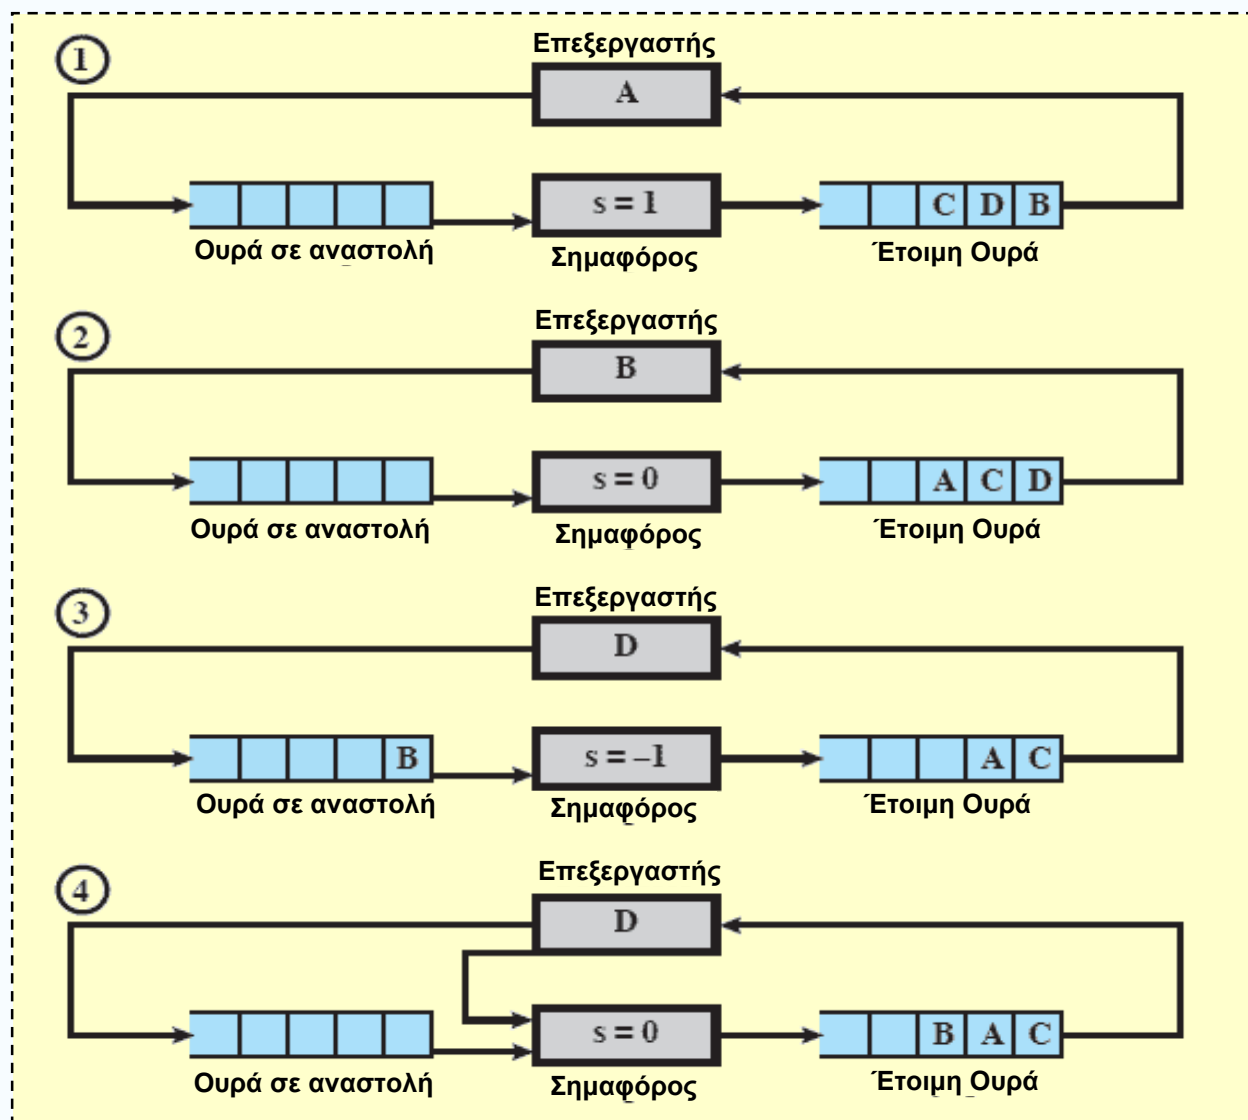 1
Επεξεργαστής
A
s = 1
C D B
Ουρά σε αναστολή
Σημαφόρος
Έτοιμη Ουρά
2
Επεξεργαστής
B
s = 0
A C D
Ουρά σε αναστολή
Σημαφόρος
Έτοιμη Ουρά
3
Επεξεργαστής
D
B
s = –1
A C
Ουρά σε αναστολή
Σημαφόρος
Έτοιμη Ουρά
4
Επεξεργαστής
D
s = 0
B A C
Ουρά σε αναστολή
Σημαφόρος
Έτοιμη Ουρά